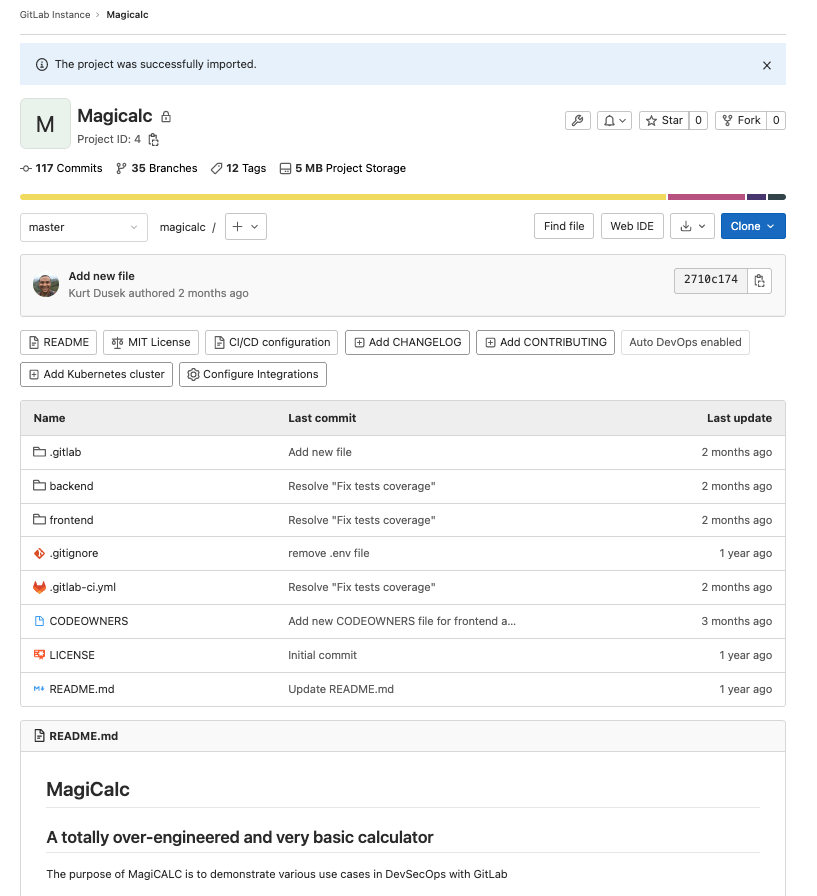 GitLab Instance › Magicalc
The project was successfully imported.
M
Magicalc
Project ID: 4
Star 0
Fork 0
117 Commits 35 Branches 12 Tags 5 MB Project Storage
master magicalc / Find file Web IDE Clone
Add new file
Kurt Dusek authored 2 months ago
2710c174
README MIT License CI/CD configuration Add CHANGELOG Add CONTRIBUTING Auto DevOps enabled
Add Kubernetes cluster Configure Integrations
Name Last commit Last update
.gitlab Add new file 2 months ago
backend Resolve "Fix tests coverage" 2 months ago
frontend Resolve "Fix tests coverage" 2 months ago
.gitignore remove .env file 1 year ago
.gitlab-ci.yml Resolve "Fix tests coverage" 2 months ago
CODEOWNERS Add new CODEOWNERS file for frontend a... 3 months ago
LICENSE Initial commit 1 year ago
README.md Update README.md 1 year ago
README.md
MagiCalc
A totally over-engineered and very basic calculator
The purpose of MagiCALC is to demonstrate various use cases in DevSecOps with GitLab